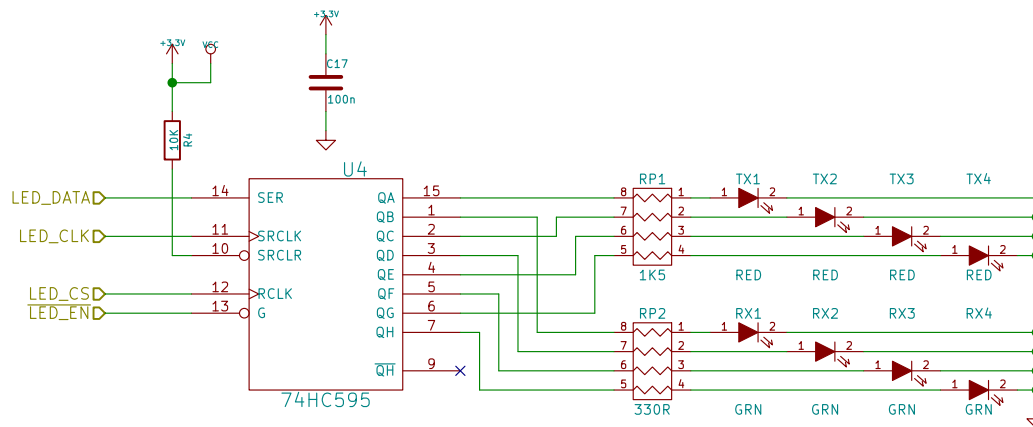 +3.3V
+3.3V VCC
C17
100n
10K
R4
U4
RP1 TX1 TX2 TX3 TX4
LED_DATA 14 SER QA 15 8 1 1 2
QB 1 7 2 1 2
LED_CLK 11 SRCLK QC 2 6 3 1 2
10 SRCLR QD 3 5 4 1 2
QE 4 1K5 RED RED RED RED
LED_CS 12 RCLK QF 5
LED_EN 13 G QG 6 RP2 RX1 RX2 RX3 RX4
QH 7 8 1 1 2
7 2 1 2
QH 9 6 3 1 2
5 4 1 2
74HC595 330R GRN GRN GRN GRN